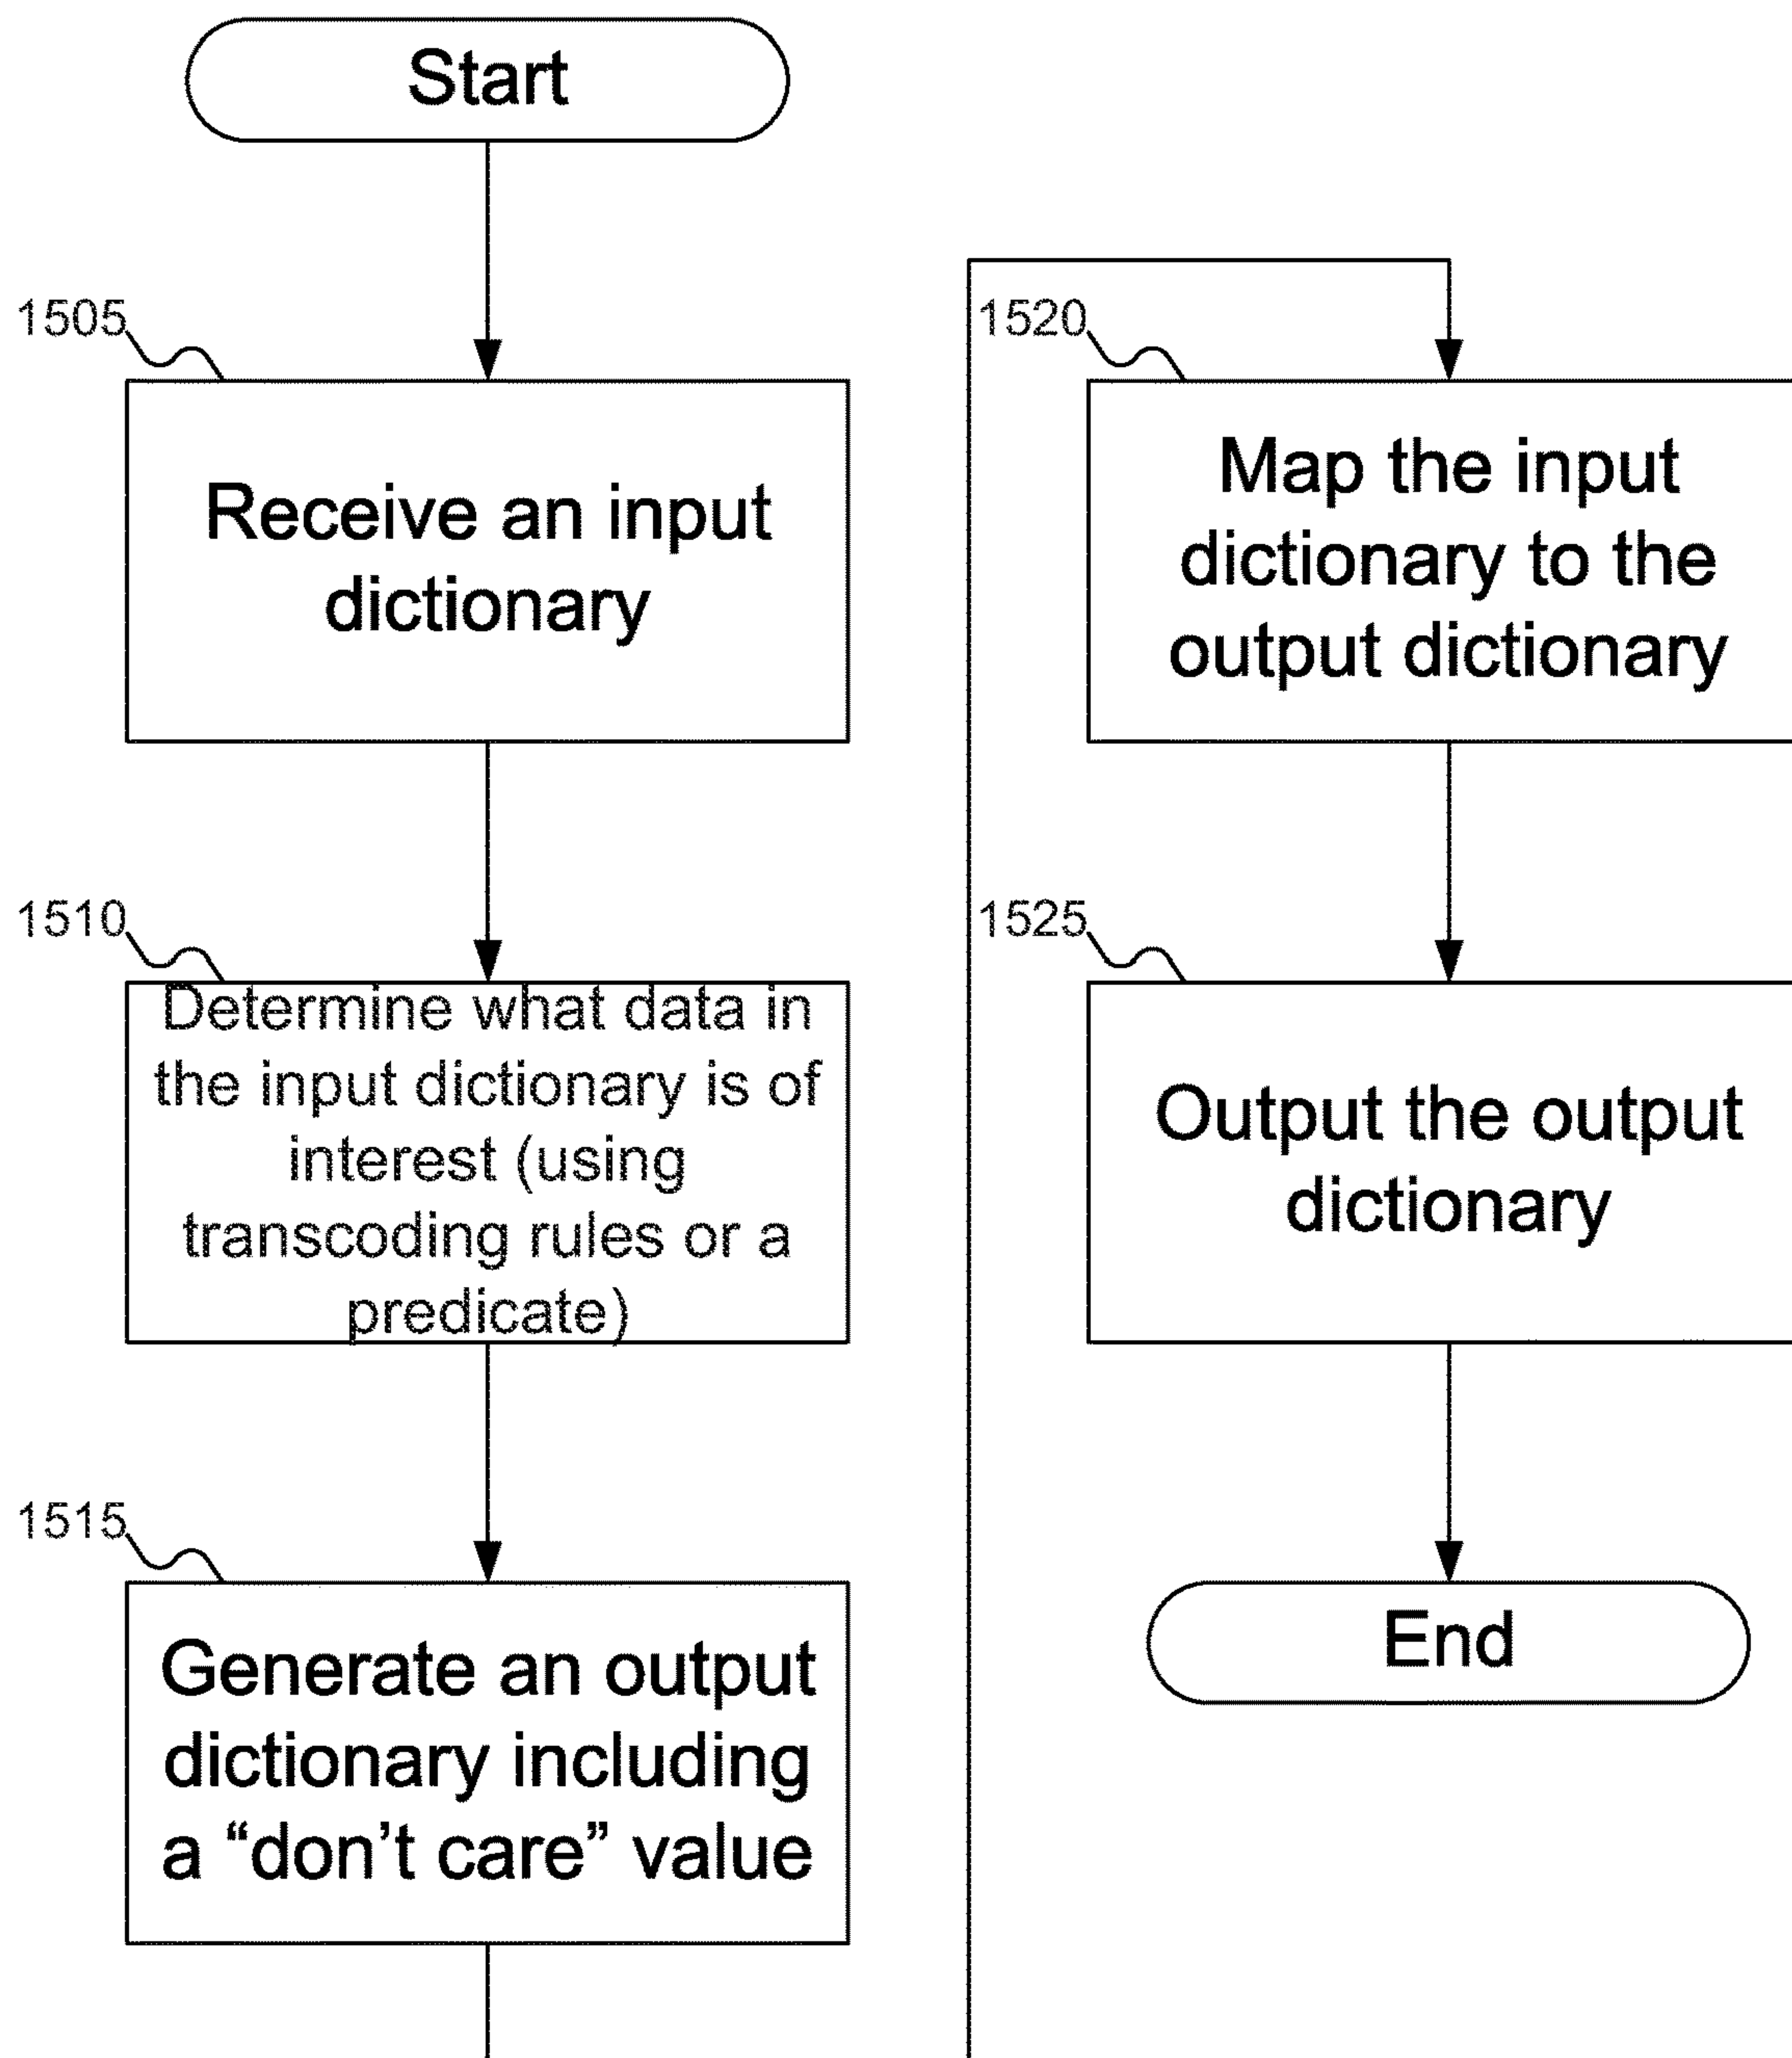 Start
1505
Receive an input
dictionary
1510
Determine what data in
the input dictionary is of
interest (using
transcoding rules or a
predicate)
1515
Generate an output
dictionary including
a “don’t care” value
1520
Map the input
dictionary to the
output dictionary
1525
Output the output
dictionary
End